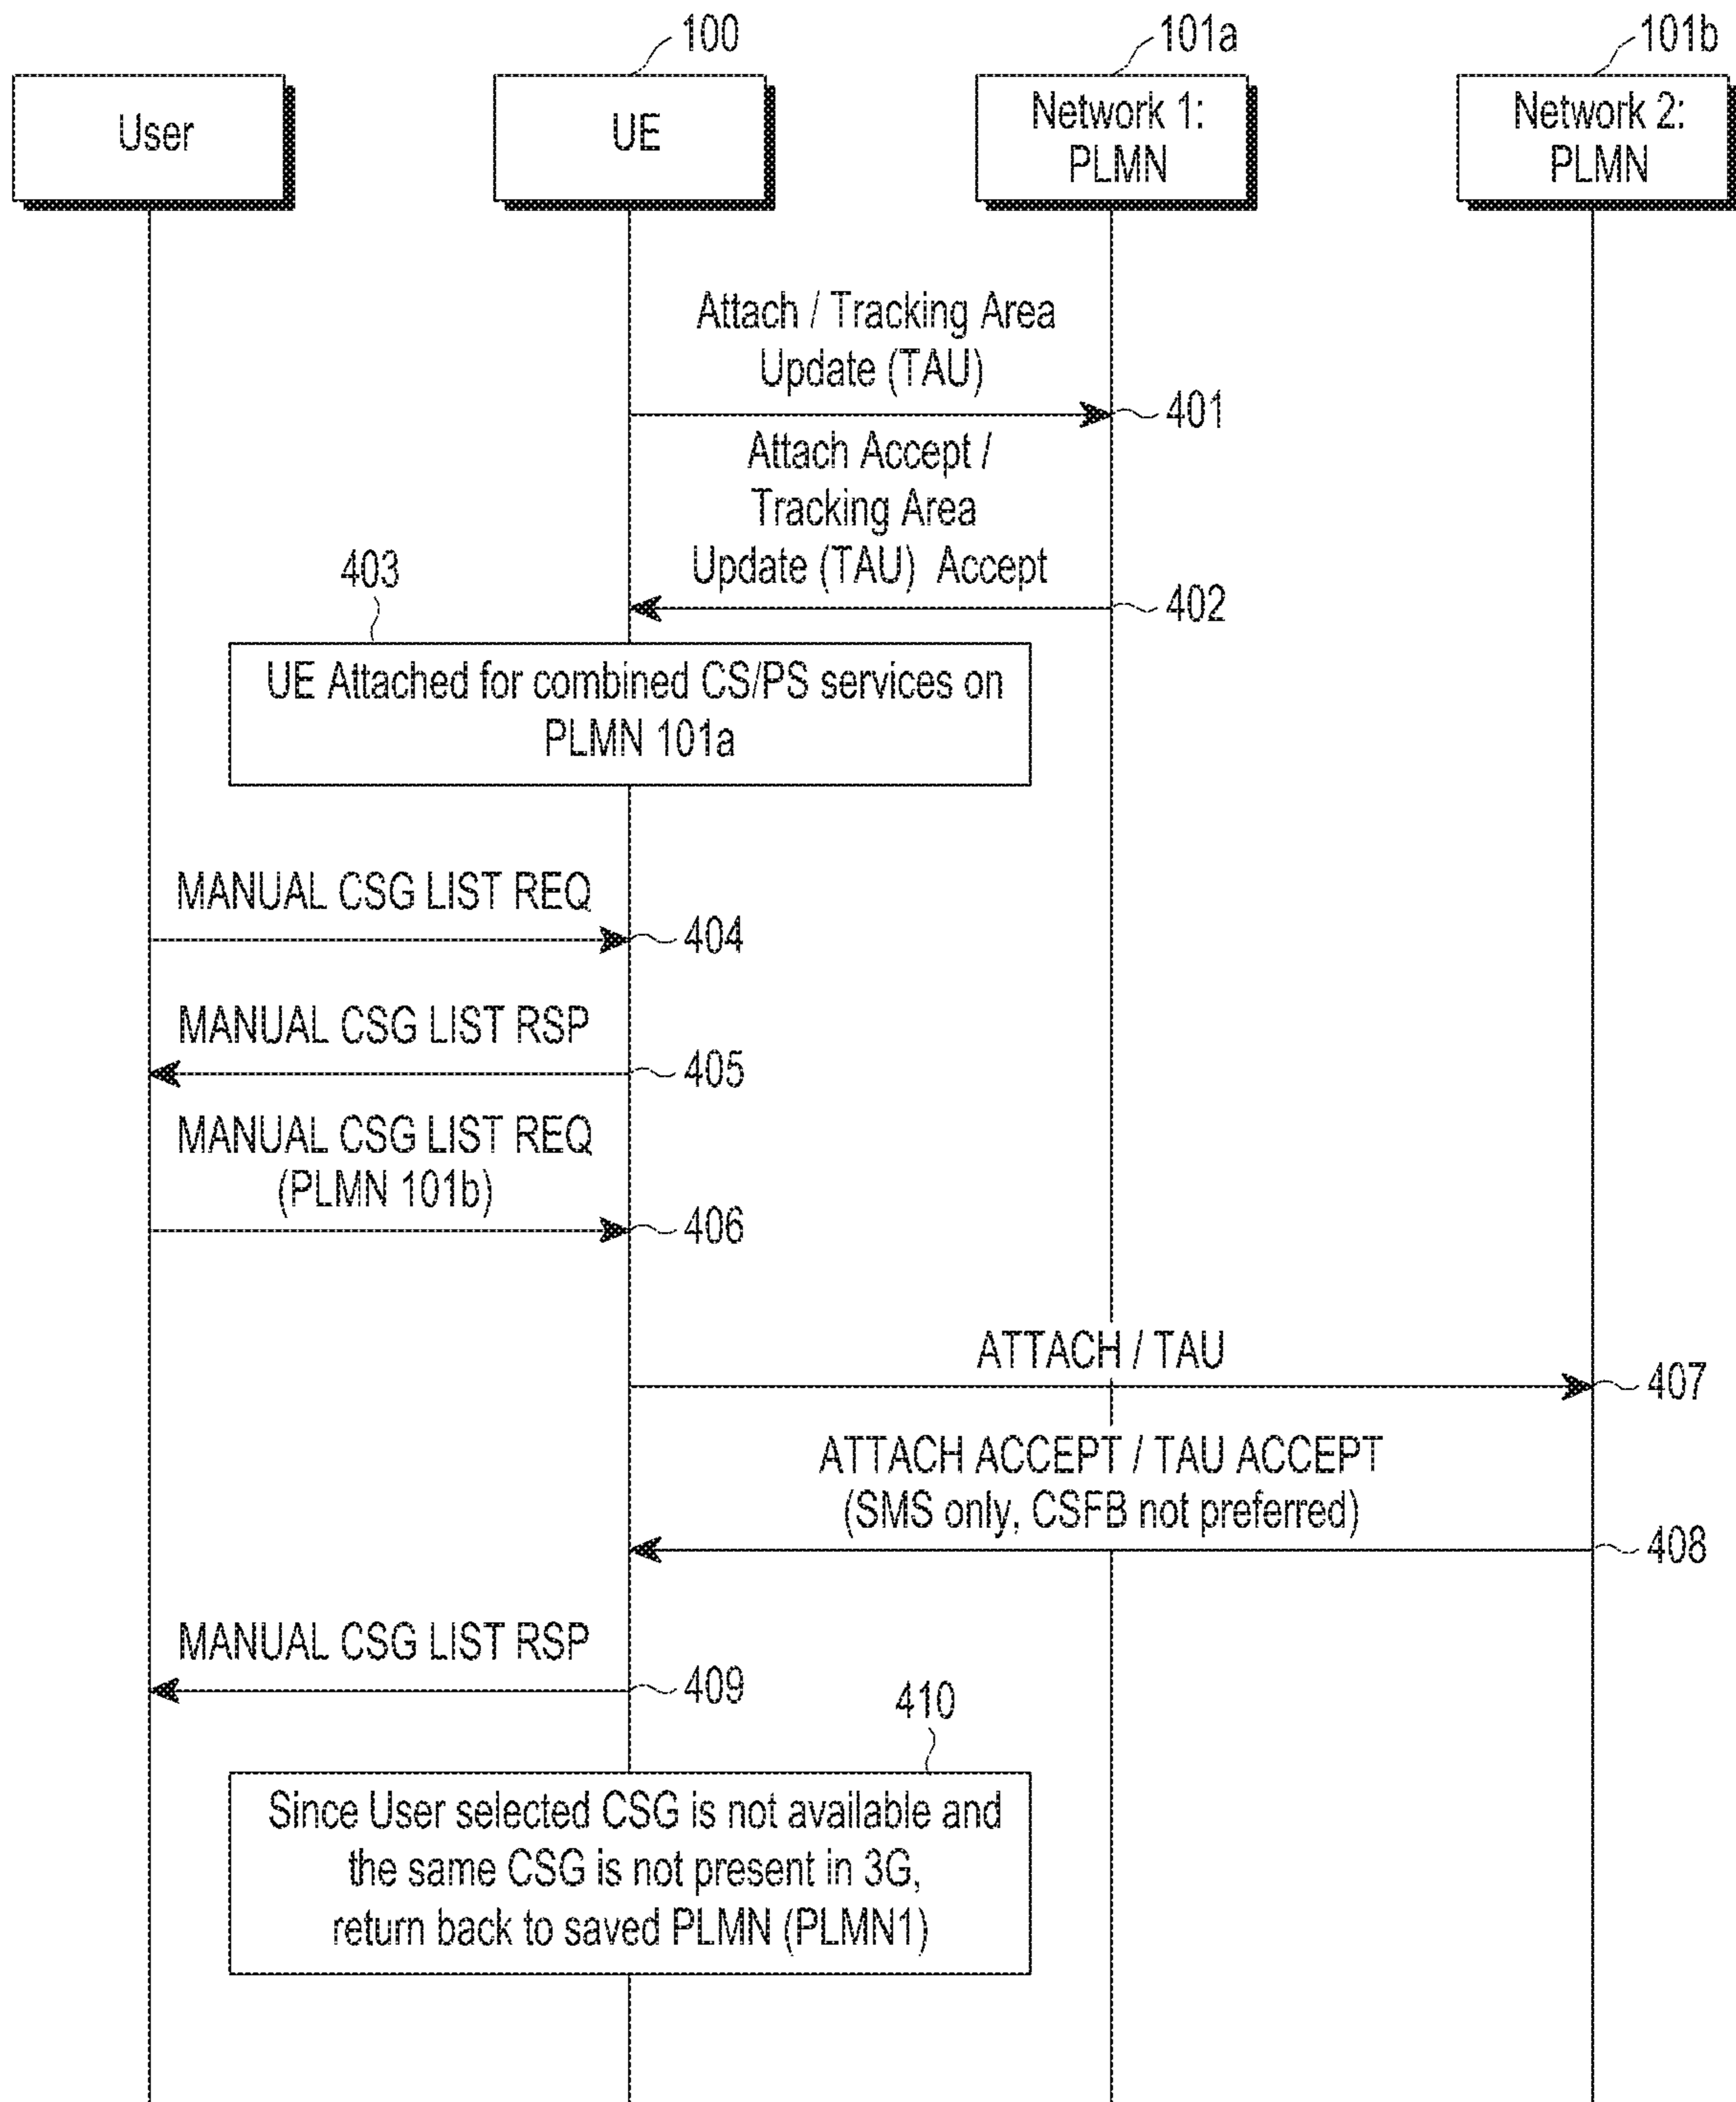 100
101a
101b
User
UE
Network 1:
PLMN
Network 2:
PLMN
Attach / Tracking Area
Update (TAU)
401
Attach Accept /
Tracking Area
Update (TAU) Accept
402
403
UE Attached for combined CS/PS services on
PLMN 101a
MANUAL CSG LIST REQ
404
MANUAL CSG LIST RSP
405
MANUAL CSG LIST REQ
(PLMN 101b)
406
ATTACH / TAU
407
ATTACH ACCEPT / TAU ACCEPT
(SMS only, CSFB not preferred)
408
MANUAL CSG LIST RSP
409
410
Since User selected CSG is not available and
the same CSG is not present in 3G,
return back to saved PLMN (PLMN1)